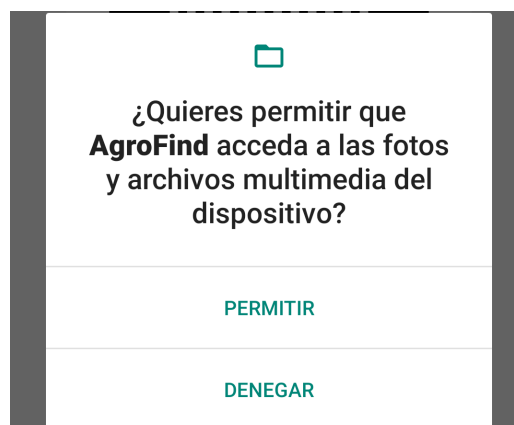 ¿Quieres permitir que
AgroFind acceda a las fotos
y archivos multimedia del
dispositivo?
PERMITIR
DENEGAR